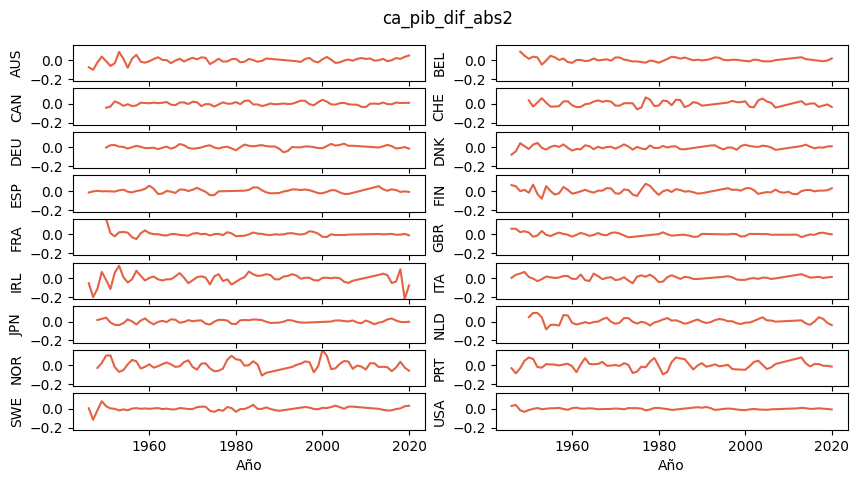 ca_pib_dif_abs2
AUS 0.0 −0.2 BEL 0.0 −0.2
CAN 0.0 −0.2 CHE 0.0 −0.2
DEU 0.0 −0.2 DNK 0.0 −0.2
ESP 0.0 −0.2 FIN 0.0 −0.2
FRA 0.0 −0.2 GBR 0.0 −0.2
IRL 0.0 −0.2 ITA 0.0 −0.2
JPN 0.0 −0.2 NLD 0.0 −0.2
NOR 0.0 −0.2 PRT 0.0 −0.2
SWE 0.0 −0.2 USA 0.0 −0.2
1960 1980 2000 2020 1960 1980 2000 2020
Año Año